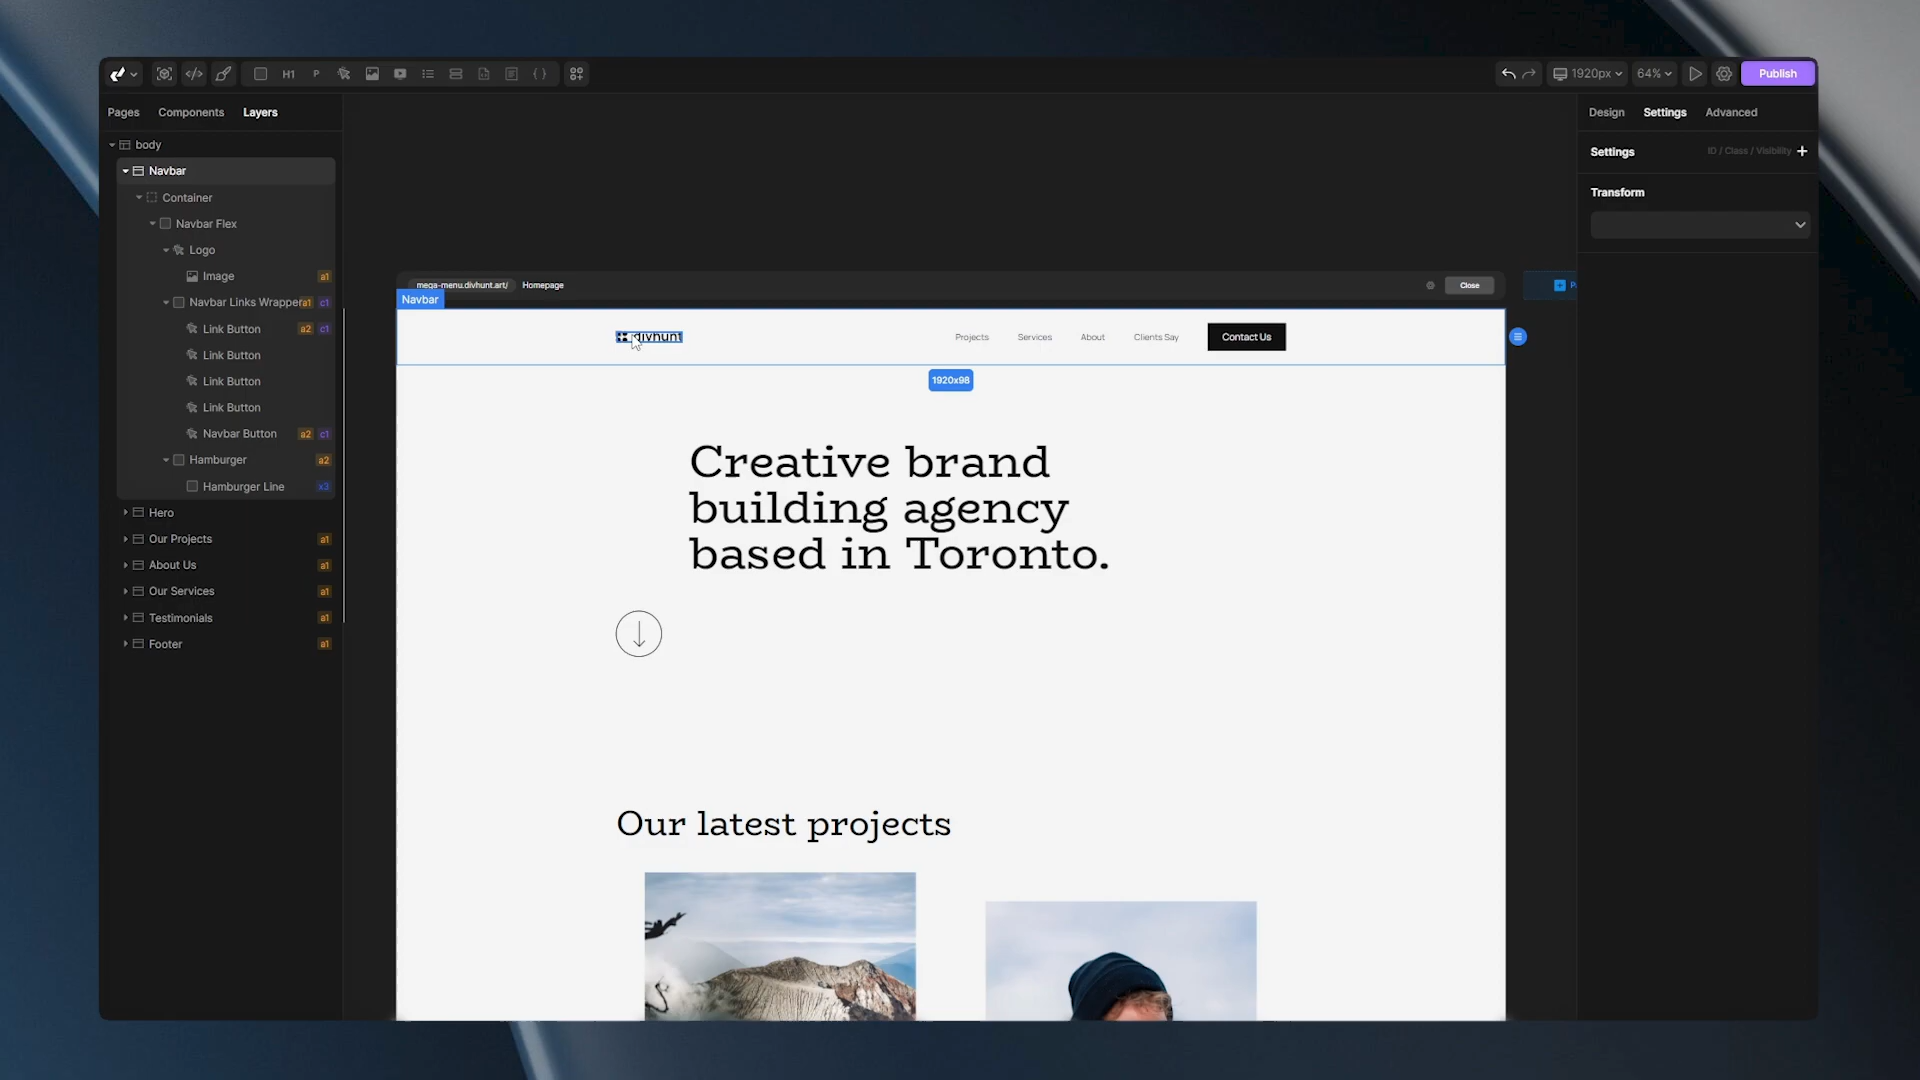 H1 P { } 1920px 64% Publish
Pages Components Layers
Design Settings Advanced
body
Navbar
Container
Navbar Flex
Logo
Image a1
Navbar Links Wrapper a1 c1
Link Button a2 c1
Link Button
Link Button
Link Button
Navbar Button a2 c1
Hamburger a2
Hamburger Line x3
Hero
Our Projects a1
About Us a1
Our Services a1
Testimonials a1
Footer a1
mega-menu.divhunt.art/ Homepage Close
Navbar
divhunt Projects Services About Clients Say Contact Us
1920x98
Creative brand
building agency
based in Toronto.
Our latest projects
Settings ID / Class / Visibility +
Transform